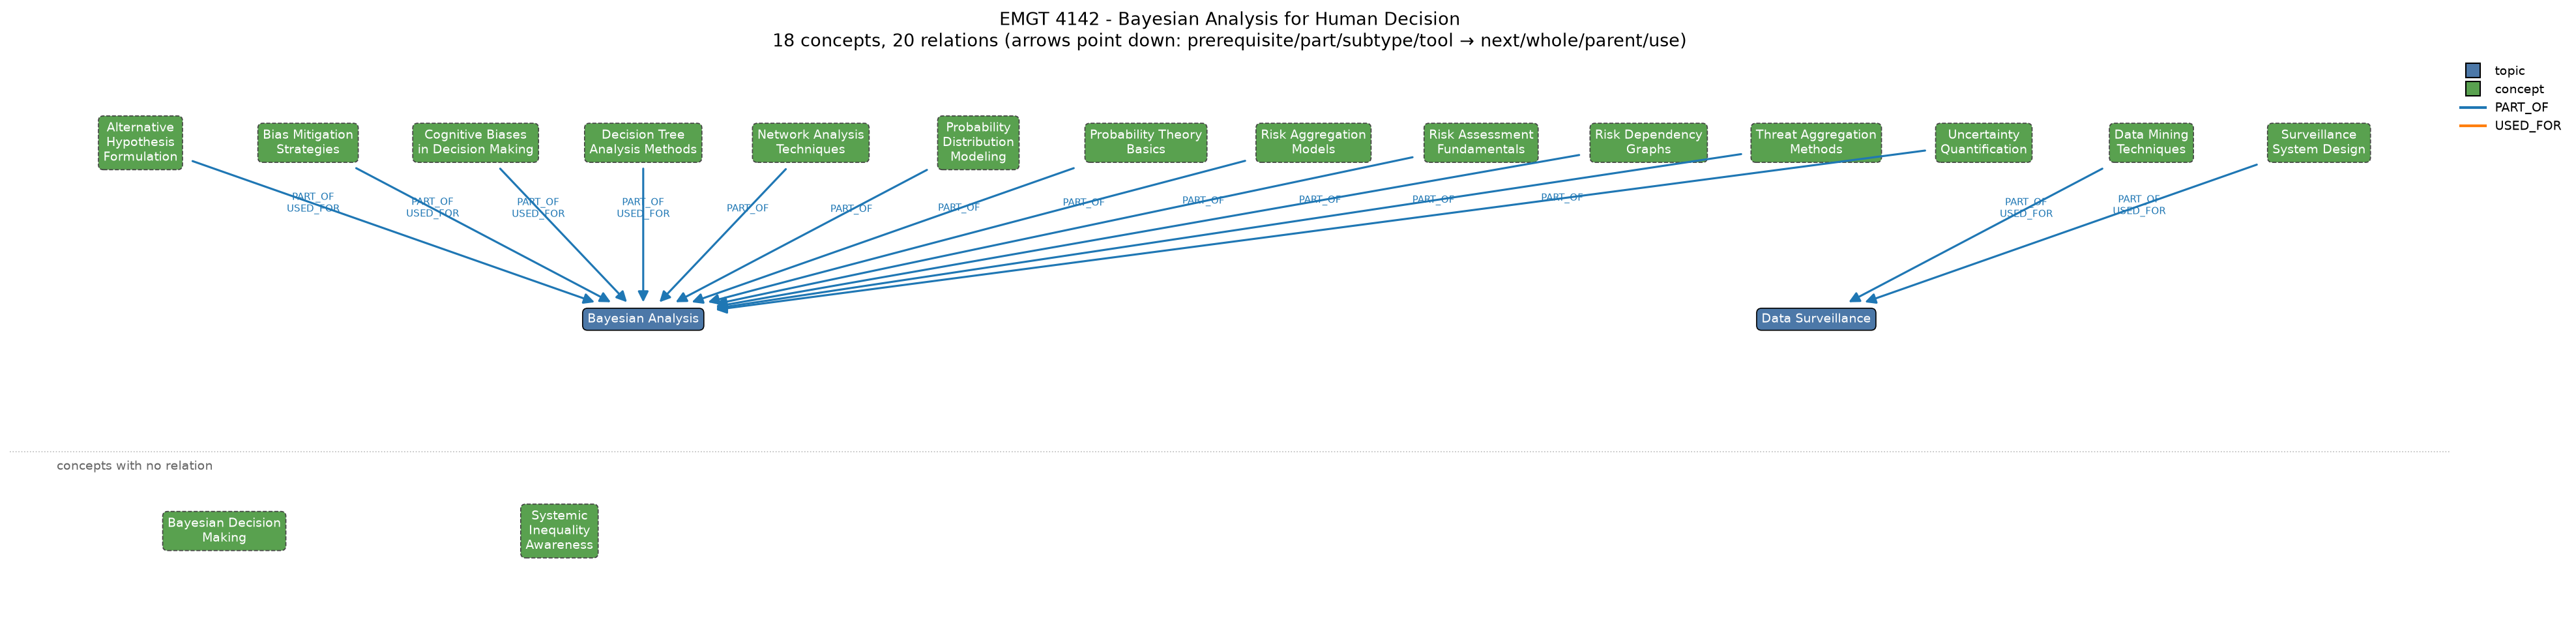 EMGT 4142 - Bayesian Analysis for Human Decision
18 concepts, 20 relations (arrows point down: prerequisite/part/subtype/tool → next/whole/parent/use)
topic
concept
PART_OF
USED_FOR
Alternative
Hypothesis
Formulation
Bias Mitigation
Strategies
Cognitive Biases
in Decision Making
Decision Tree
Analysis Methods
Network Analysis
Techniques
Probability
Distribution
Modeling
Probability Theory
Basics
Risk Aggregation
Models
Risk Assessment
Fundamentals
Risk Dependency
Graphs
Threat Aggregation
Methods
Uncertainty
Quantification
Data Mining
Techniques
Surveillance
System Design
PART_OF
USED_FOR
PART_OF
USED_FOR
PART_OF
USED_FOR
PART_OF
USED_FOR
PART_OF
PART_OF
PART_OF
PART_OF
PART_OF
PART_OF
PART_OF
PART_OF
PART_OF
USED_FOR
PART_OF
USED_FOR
Bayesian Analysis
Data Surveillance
concepts with no relation
Bayesian Decision
Making
Systemic
Inequality
Awareness